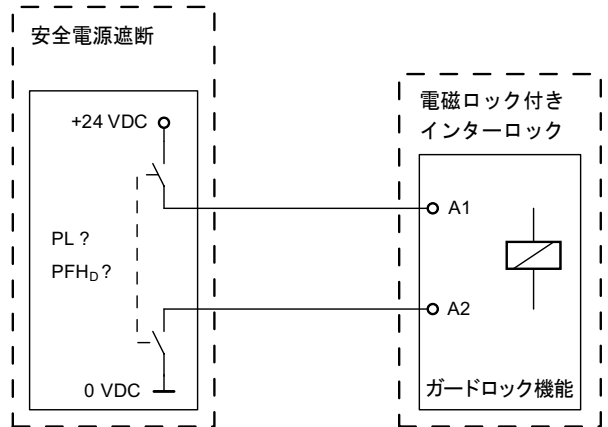 安全電源遮断
+24 VDC
PL ?
PFHD ?
0 VDC
電磁ロック付き
インターロック
A1
A2
ガードロック機能